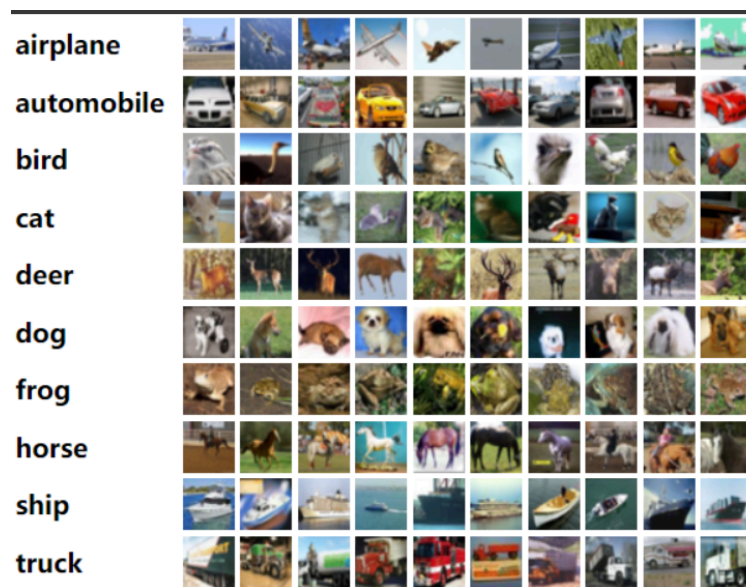 airplane
automobile
bird
cat
deer
dog
frog
horse
ship
truck